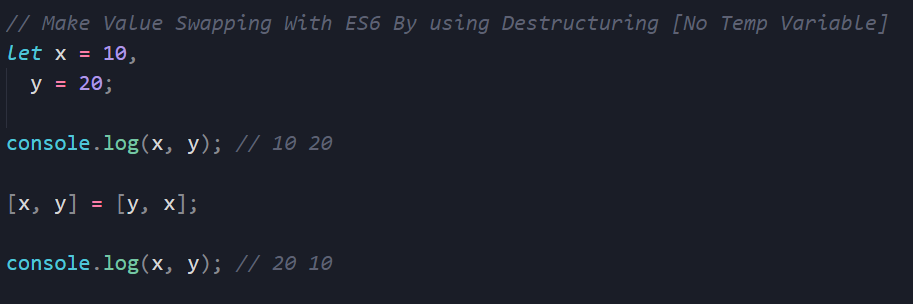 // Make Value Swapping With ES6 By using Destructuring [No Temp Variable]
let x = 10,
  y = 20;

console.log(x, y); // 10 20

[x, y] = [y, x];

console.log(x, y); // 20 10